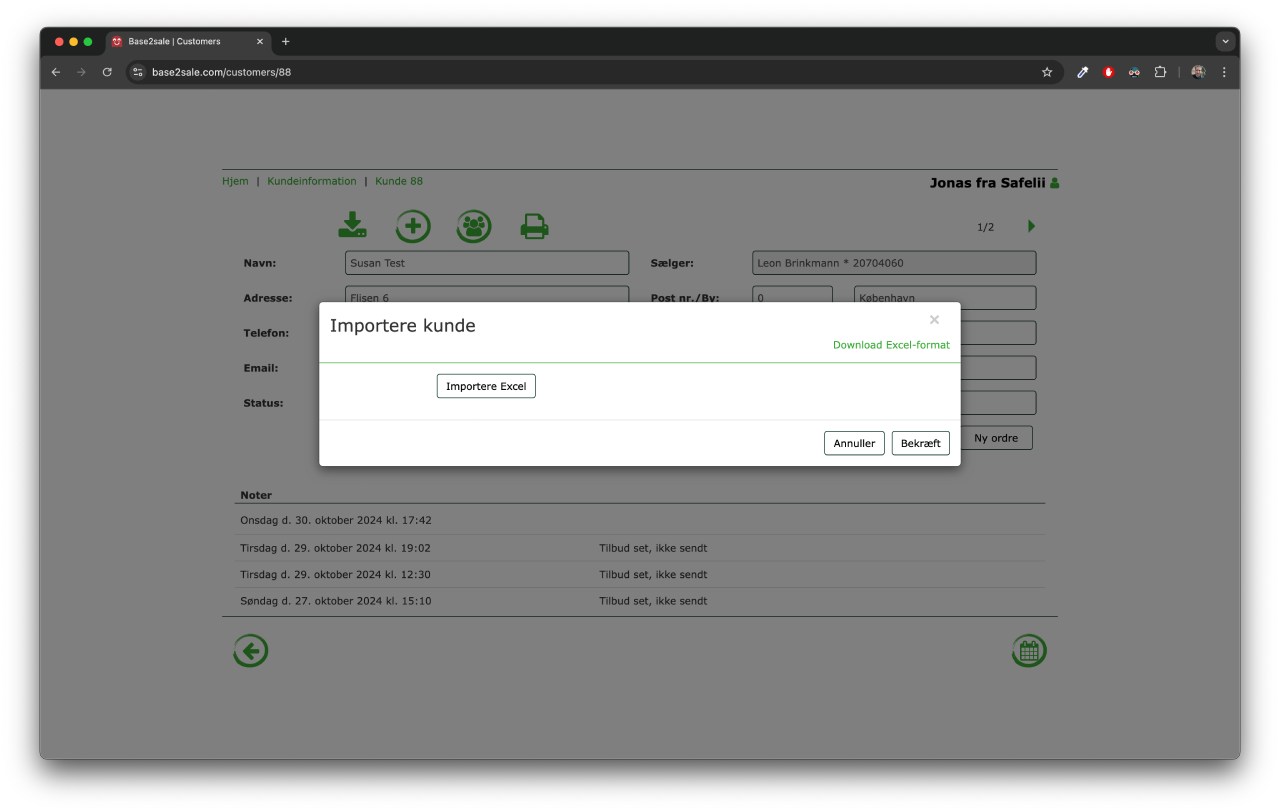 Base2sale | Customers
base2sale.com/customers/88
Hjem | Kundeinformation | Kunde 88
Jonas fra Safelii
1/2
Navn: Susan Test Sælger: Leon Brinkmann * 20704060
Adresse: Flisen 6 Post nr./By: 0 København
Importere kunde ×
Telefon:
Download Excel-format
Email:
Importere Excel
Status:
Annuller Bekræft Ny ordre
Noter
Onsdag d. 30. oktober 2024 kl. 17:42
Tirsdag d. 29. oktober 2024 kl. 19:02 Tilbud set, ikke sendt
Tirsdag d. 29. oktober 2024 kl. 12:30 Tilbud set, ikke sendt
Søndag d. 27. oktober 2024 kl. 15:10 Tilbud set, ikke sendt